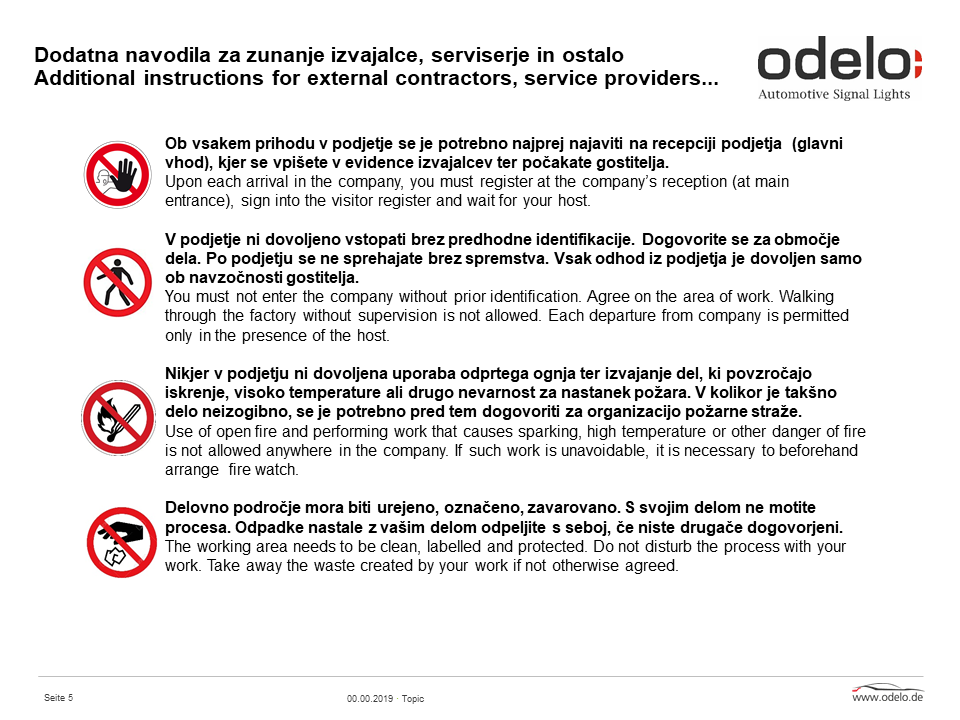 Dodatna navodila za zunanje izvajalce, serviserje in ostalo
Additional instructions for external contractors, service providers...
odelo
Automotive Signal Lights
Ob vsakem prihodu v podjetje se je potrebno najprej najaviti na recepciji podjetja (glavni
vhod), kjer se vpišete v evidence izvajalcev ter počakate gostitelja.
Upon each arrival in the company, you must register at the company's reception (at main
entrance), sign into the visitor register and wait for your host.
V podjetje ni dovoljeno vstopati brez predhodne identifikacije. Dogovorite se za območje
dela. Po podjetju se ne sprehajate brez spremstva. Vsak odhod iz podjetja je dovoljen samo
ob navzočnosti gostitelja.
You must not enter the company without prior identification. Agree on the area of work. Walking
through the factory without supervision is not allowed. Each departure from company is permitted
only in the presence of the host.
Nikjer v podjetju ni dovoljena uporaba odprtega ognja ter izvajanje del, ki povzročajo
iskrenje, visoko temperature ali drugo nevarnost za nastanek požara. V kolikor je takšno
delo neizogibno, se je potrebno pred tem dogovoriti za organizacijo požarne straže.
Use of open fire and performing work that causes sparking, high temperature or other danger of fire
is not allowed anywhere in the company. If such work is unavoidable, it is necessary to beforehand
arrange fire watch.
Delovno področje mora biti urejeno, označeno, zavarovano. S svojim delom ne motite
procesa. Odpadke nastale z vašim delom odpeljite s seboj, če niste drugače dogovorjeni.
The working area needs to be clean, labelled and protected. Do not disturb the process with your
work. Take away the waste created by your work if not otherwise agreed.
Seite 5
00.00.2019 · Topic
www.odelo.de